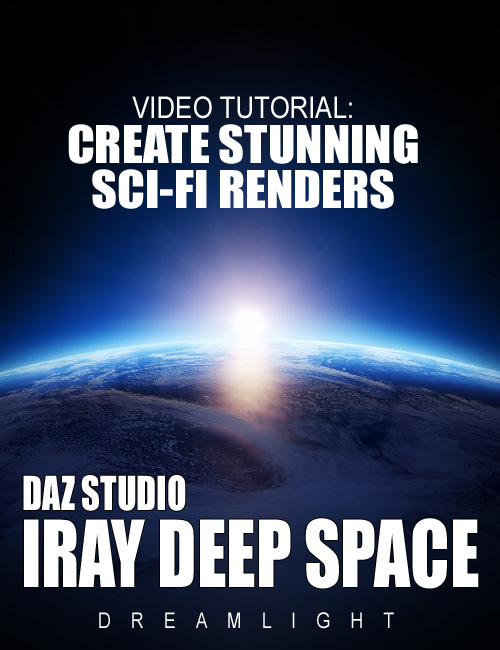 VIDEO TUTORIAL:
CREATE STUNNING
SCI-FI RENDERS
DAZ STUDIO
IRAY DEEP SPACE
DREAMLIGHT